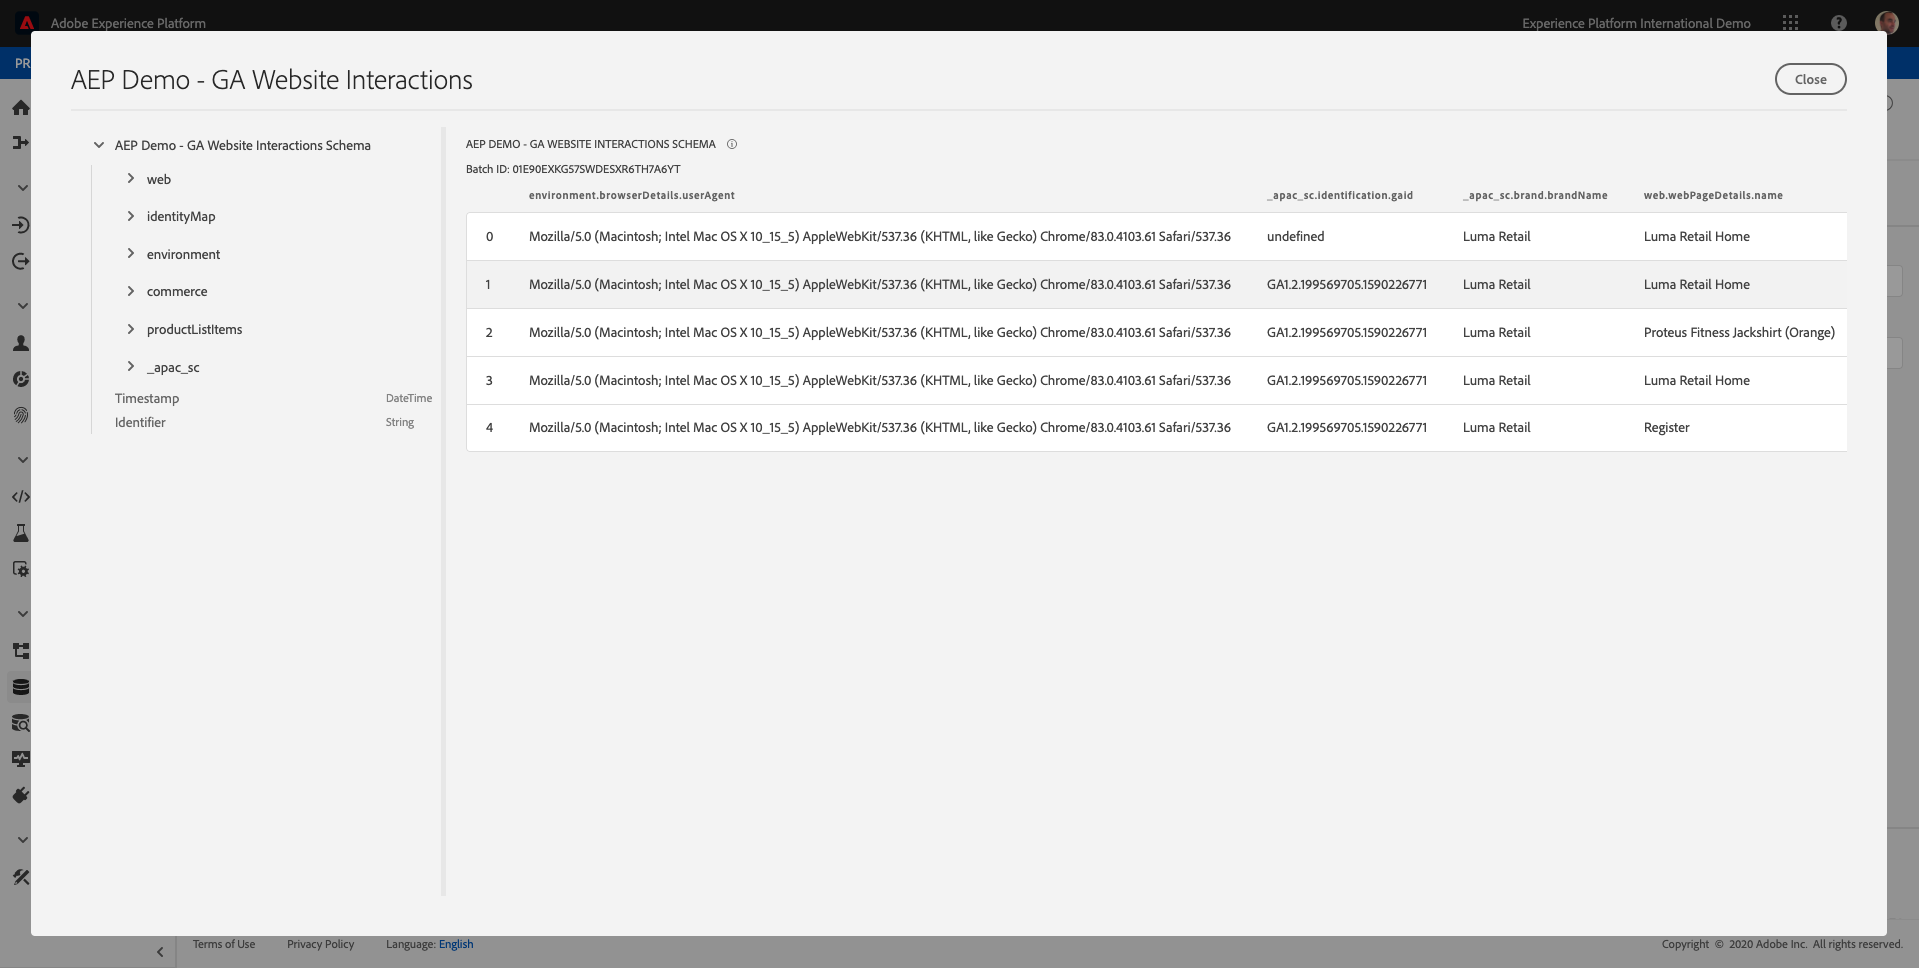 Adobe Experience Platform
Experience Platform International Demo
PR
AEP Demo - GA Website Interactions
Close
AEP Demo - GA Website Interactions Schema
web
identityMap
environment
commerce
productListItems
_apac_sc
Timestamp DateTime
Identifier String
AEP DEMO - GA WEBSITE INTERACTIONS SCHEMA
Batch ID: 01E90EXKG57SWDESXR6TH7A6YT
environment.browserDetails.userAgent _apac_sc.identification.gaid _apac_sc.brand.brandName web.webPageDetails.name
0 Mozilla/5.0 (Macintosh; Intel Mac OS X 10_15_5) AppleWebKit/537.36 (KHTML, like Gecko) Chrome/83.0.4103.61 Safari/537.36 undefined Luma Retail Luma Retail Home
1 Mozilla/5.0 (Macintosh; Intel Mac OS X 10_15_5) AppleWebKit/537.36 (KHTML, like Gecko) Chrome/83.0.4103.61 Safari/537.36 GA1.2.199569705.1590226771 Luma Retail Luma Retail Home
2 Mozilla/5.0 (Macintosh; Intel Mac OS X 10_15_5) AppleWebKit/537.36 (KHTML, like Gecko) Chrome/83.0.4103.61 Safari/537.36 GA1.2.199569705.1590226771 Luma Retail Proteus Fitness Jackshirt (Orange)
3 Mozilla/5.0 (Macintosh; Intel Mac OS X 10_15_5) AppleWebKit/537.36 (KHTML, like Gecko) Chrome/83.0.4103.61 Safari/537.36 GA1.2.199569705.1590226771 Luma Retail Luma Retail Home
4 Mozilla/5.0 (Macintosh; Intel Mac OS X 10_15_5) AppleWebKit/537.36 (KHTML, like Gecko) Chrome/83.0.4103.61 Safari/537.36 GA1.2.199569705.1590226771 Luma Retail Register
Terms of Use Privacy Policy Language: English Copyright © 2020 Adobe Inc. All rights reserved.